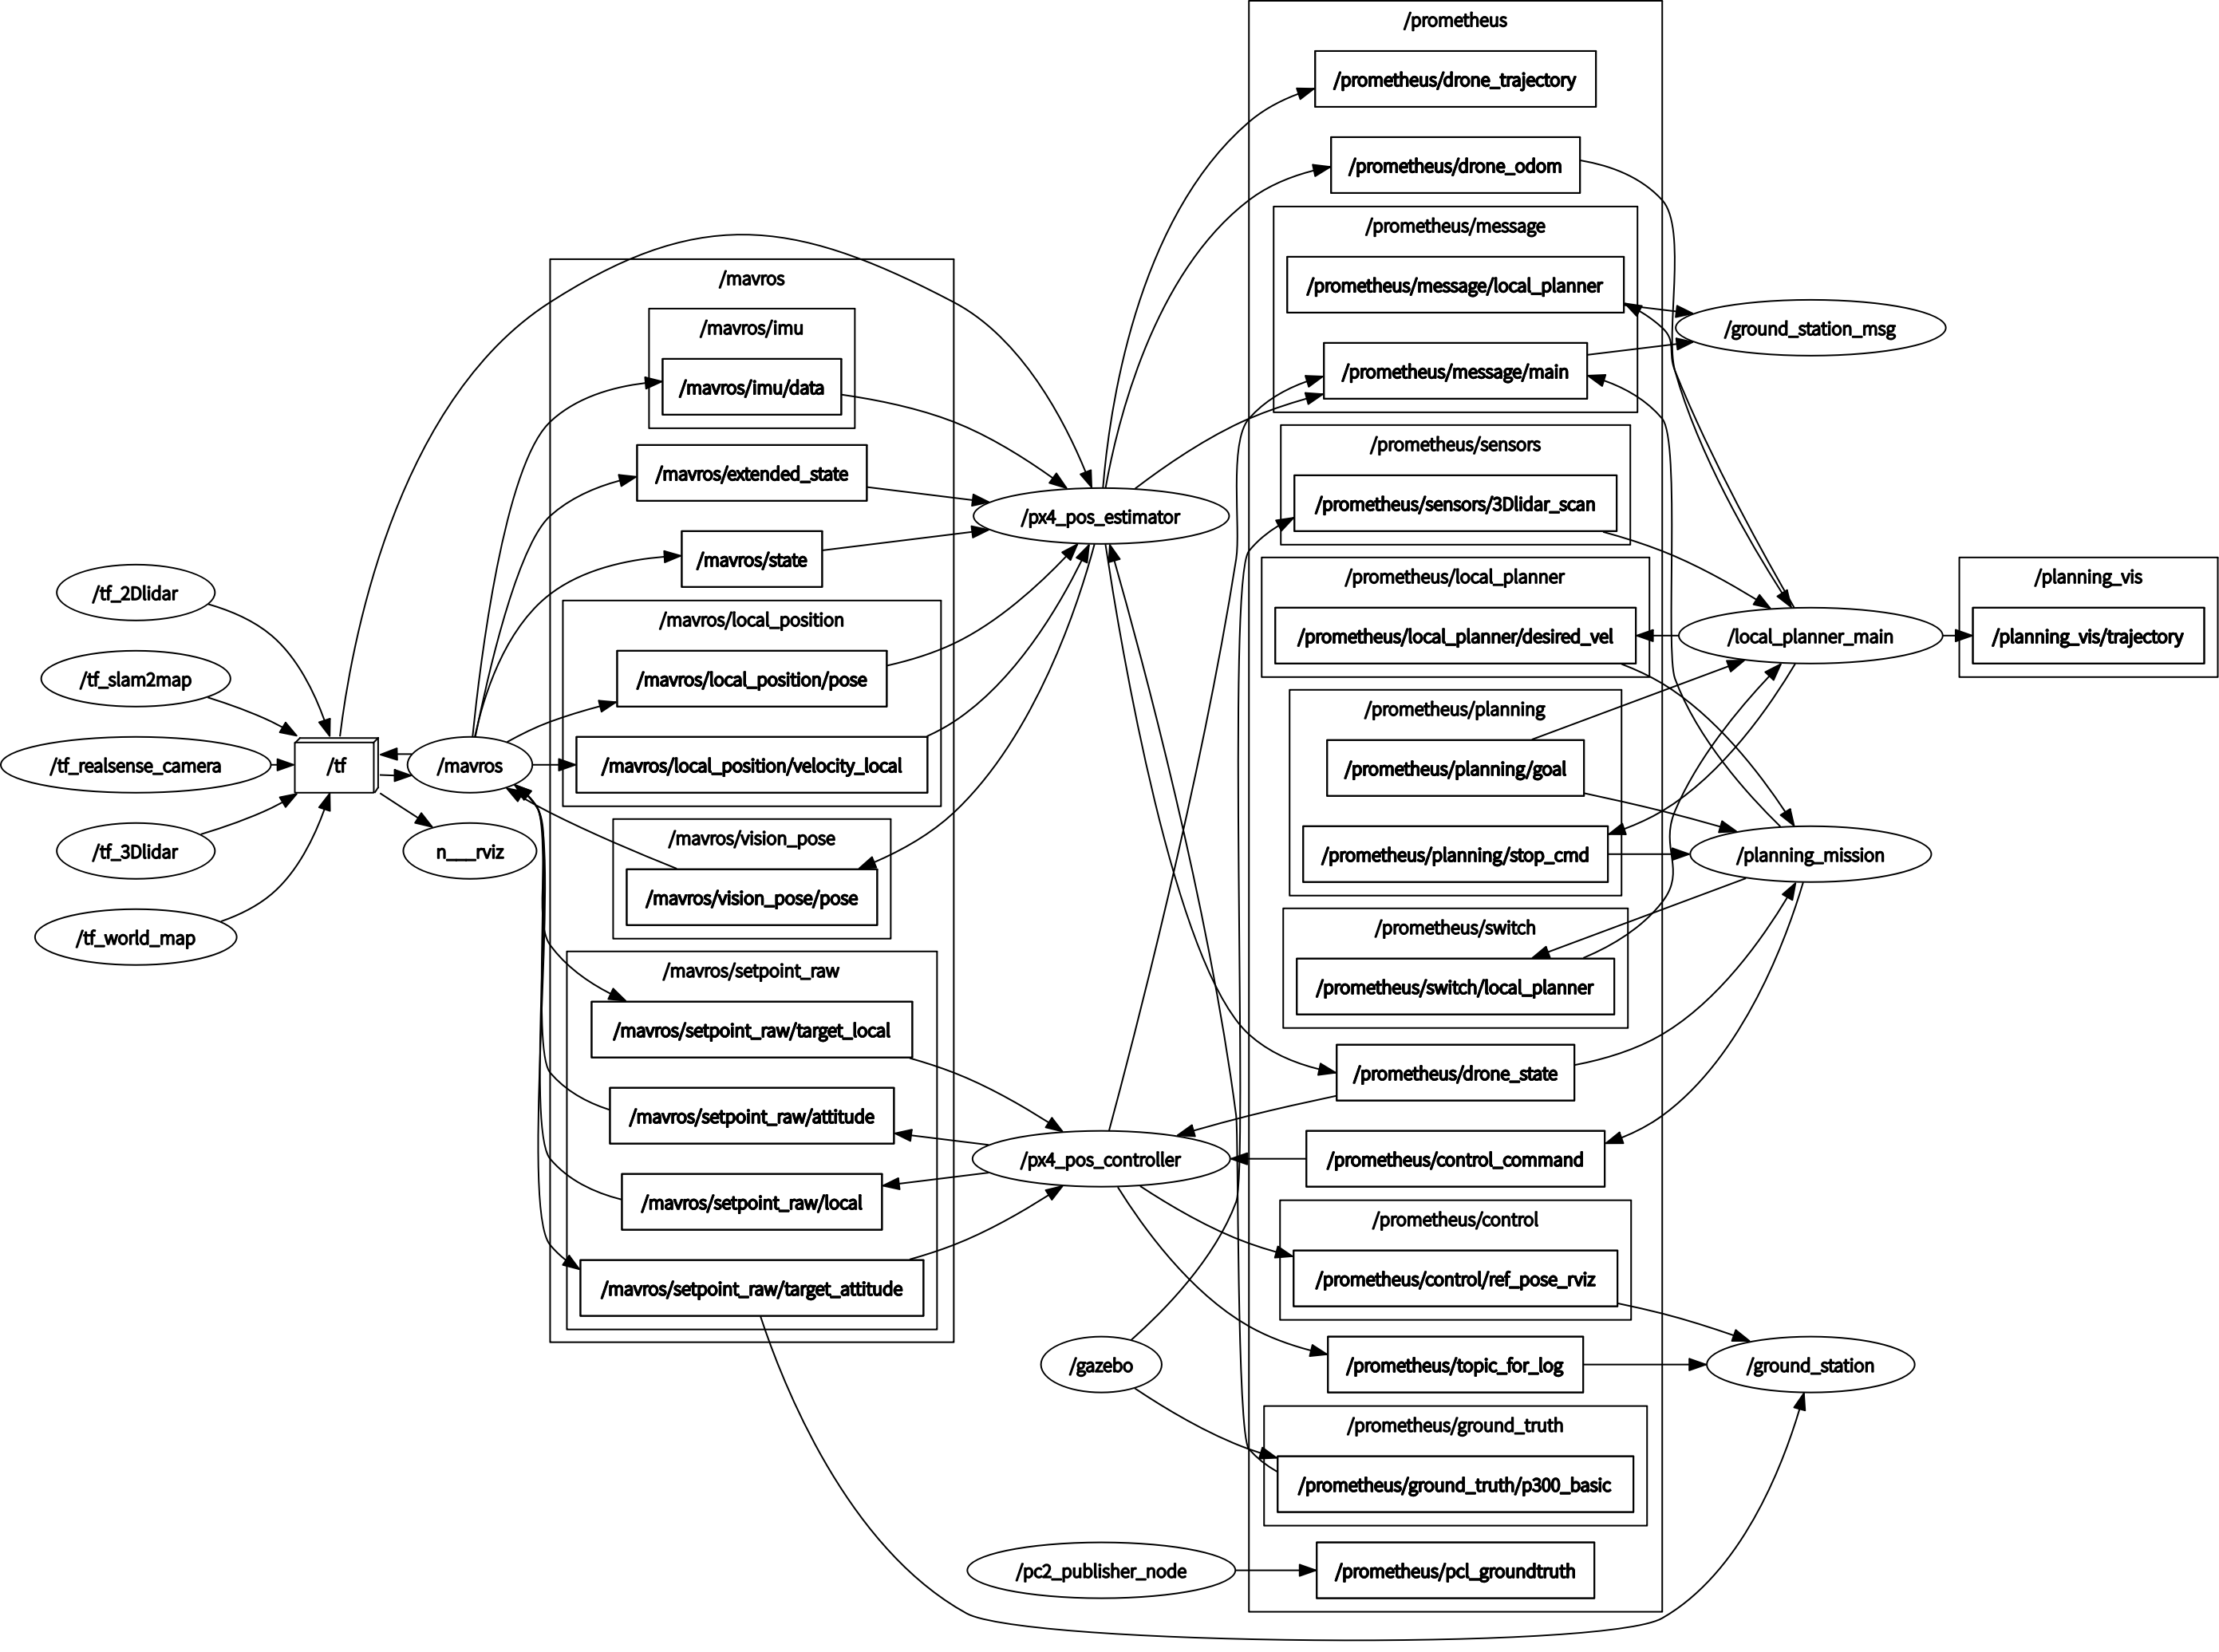 /tf_2Dlidar
/tf_slam2map
/tf_realsense_camera
/tf_3Dlidar
/tf_world_map
/tf
/mavros
n___rviz
/mavros
/mavros/imu
/mavros/imu/data
/mavros/extended_state
/mavros/state
/mavros/local_position
/mavros/local_position/pose
/mavros/local_position/velocity_local
/mavros/vision_pose
/mavros/vision_pose/pose
/mavros/setpoint_raw
/mavros/setpoint_raw/target_local
/mavros/setpoint_raw/attitude
/mavros/setpoint_raw/local
/mavros/setpoint_raw/target_attitude
/px4_pos_estimator
/px4_pos_controller
/gazebo
/pc2_publisher_node
/prometheus
/prometheus/drone_trajectory
/prometheus/drone_odom
/prometheus/message
/prometheus/message/local_planner
/prometheus/message/main
/prometheus/sensors
/prometheus/sensors/3Dlidar_scan
/prometheus/local_planner
/prometheus/local_planner/desired_vel
/prometheus/planning
/prometheus/planning/goal
/prometheus/planning/stop_cmd
/prometheus/switch
/prometheus/switch/local_planner
/prometheus/drone_state
/prometheus/control_command
/prometheus/control
/prometheus/control/ref_pose_rviz
/prometheus/topic_for_log
/prometheus/ground_truth
/prometheus/ground_truth/p300_basic
/prometheus/pcl_groundtruth
/ground_station_msg
/local_planner_main
/planning_mission
/ground_station
/planning_vis
/planning_vis/trajectory